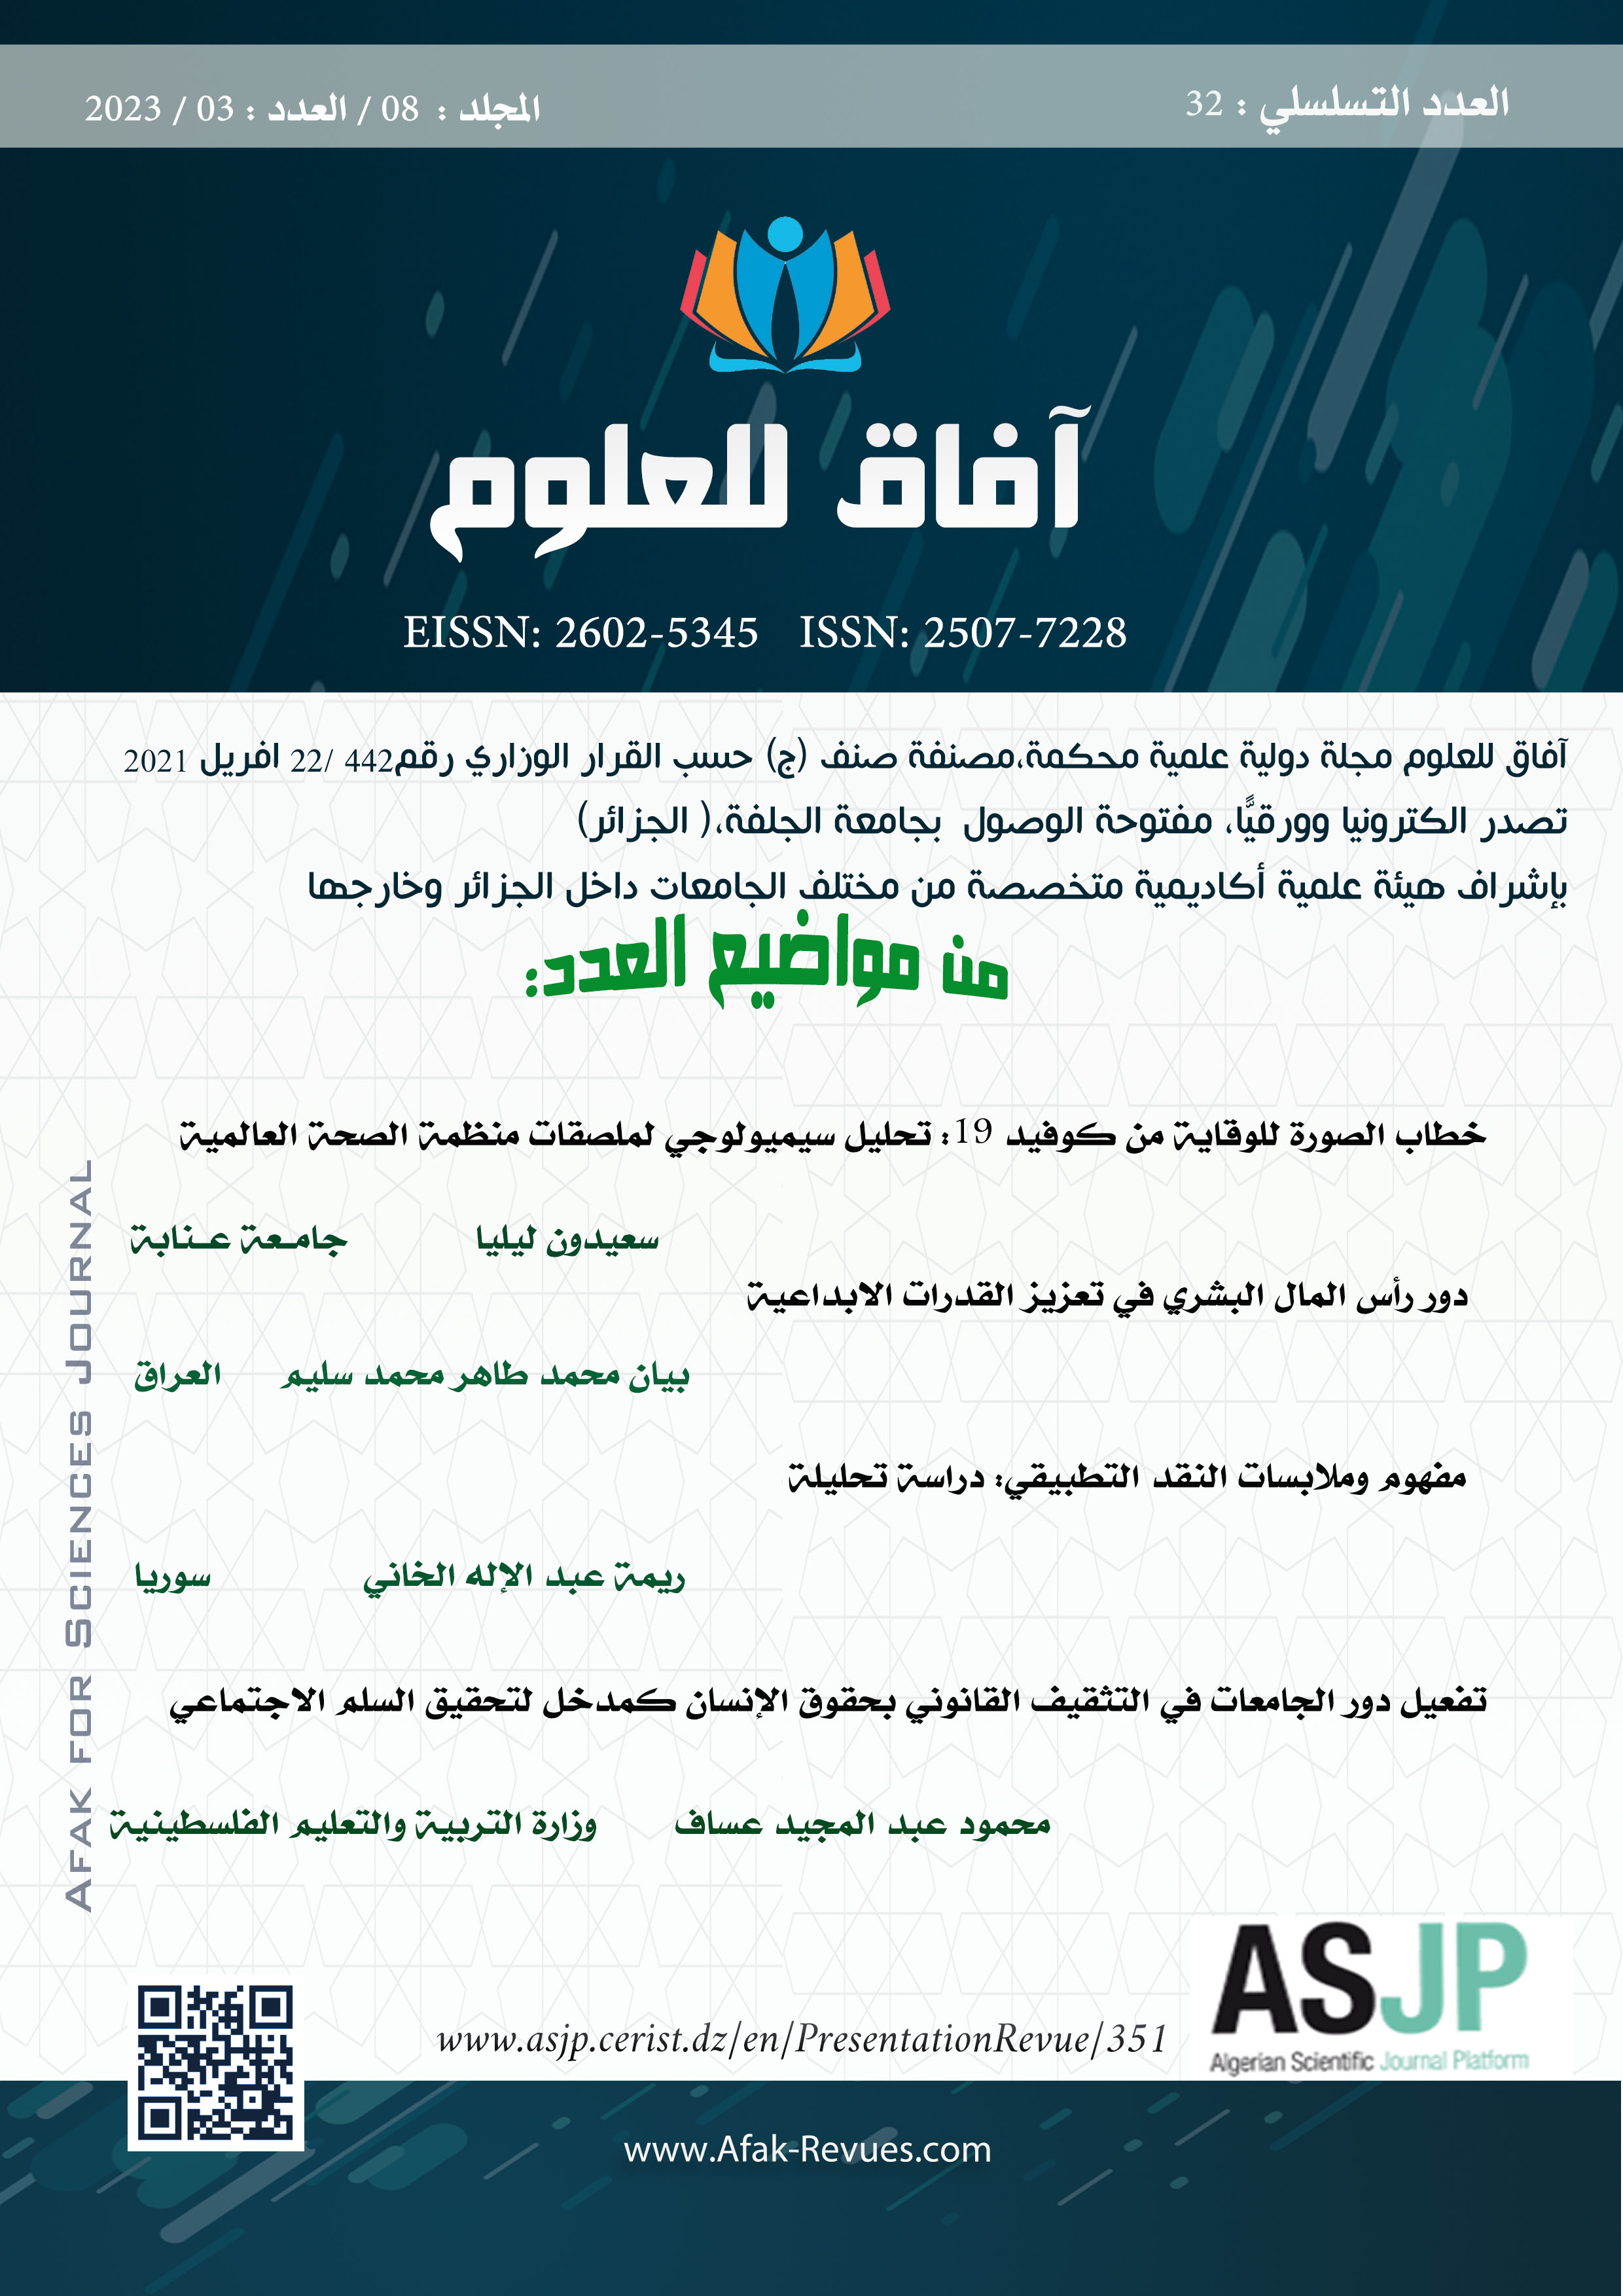 العدد التسلسلي : 32
المجلد : 08 / العدد : 03 / 2023
آفاق للعلوم
EISSN: 2602-5345 ISSN: 2507-7228
آفاق للعلوم مجلة دولية علمية محكمة،مصنفة صنف (ج) حسب القرار الوزاري رقم442 /22 افريل 2021
تصدر الكترونيا وورقيًّا، مفتوحة الوصول بجامعة الجلفة،( الجزائر)
بإشراف هيئة علمية أكاديمية متخصصة من مختلف الجامعات داخل الجزائر وخارجها
من مواضيع العدد:
خطاب الصورة للوقاية من كوفيد 19: تحليل سيميولوجي لملصقات منظمة الصحة العالمية
سعيدون ليليا جامـعة عـنابة
دور رأس المال البشري في تعزيز القدرات الابداعية
بيان محمد طاهر محمد سليم العراق
مفهوم وملابسات النقد التطبيقي: دراسة تحليلة
ريمة عبد الإله الخاني سوريا
تفعيل دور الجامعات في التثقيف القانوني بحقوق الإنسان كمدخل لتحقيق السلم الاجتماعي
محمود عبد المجيد عساف وزارة التربية والتعليم الفلسطينية
AFAK FOR SCIENCES JOURNAL
ASJP
Algerian Scientific Journal Platform
www.asjp.cerist.dz/en/PresentationRevue/351
www.Afak-Revues.com